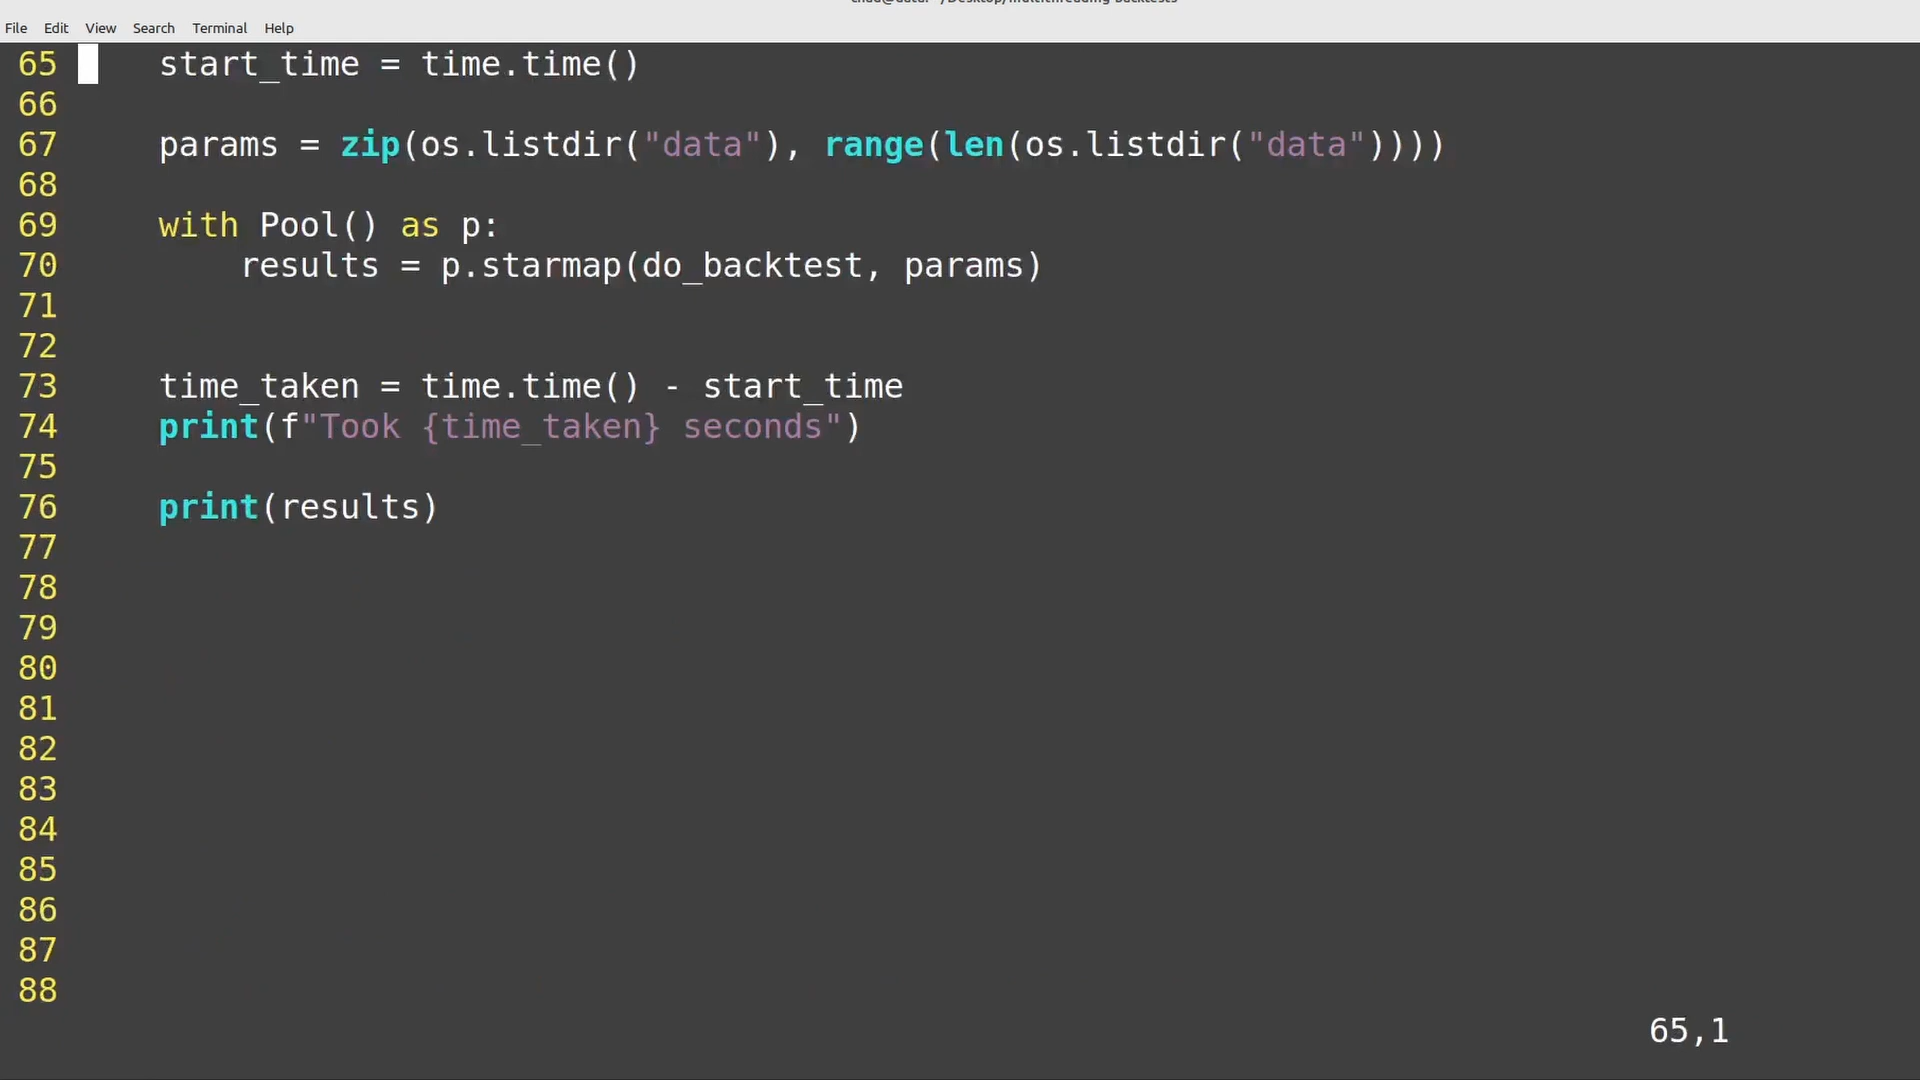 File Edit View Search Terminal Help
65 start_time = time.time()
66
67 params = zip(os.listdir("data"), range(len(os.listdir("data"))))
68
69 with Pool() as p:
70 results = p.starmap(do_backtest, params)
71
72
73 time_taken = time.time() - start_time
74 print(f"Took {time_taken} seconds")
75
76 print(results)
77
78
79
80
81
82
83
84
85
86
87
88
65,1